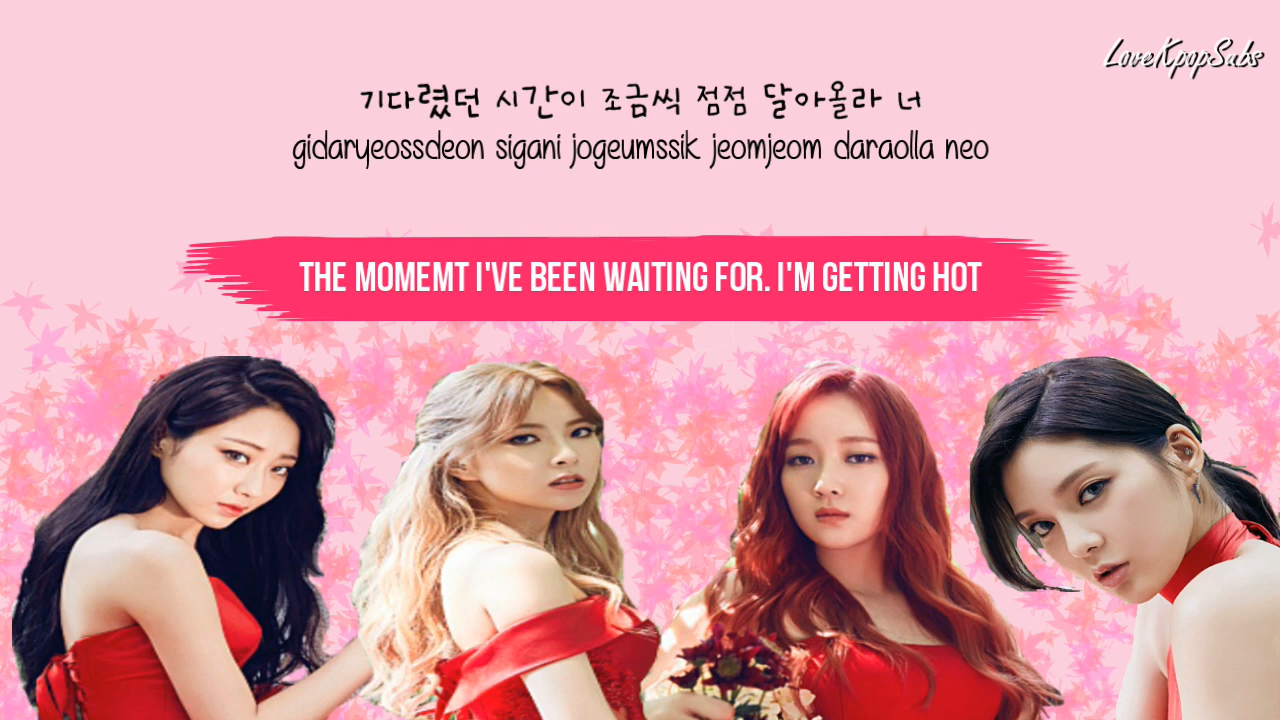 LoveKpopSubs
기다렸던 시간이 조금씩 점점 달아올라 너
gidaryeossdeon sigani jogeumssik jeomjeom daraolla neo
THE MOMEMT I'VE BEEN WAITING FOR. I'M GETTING HOT